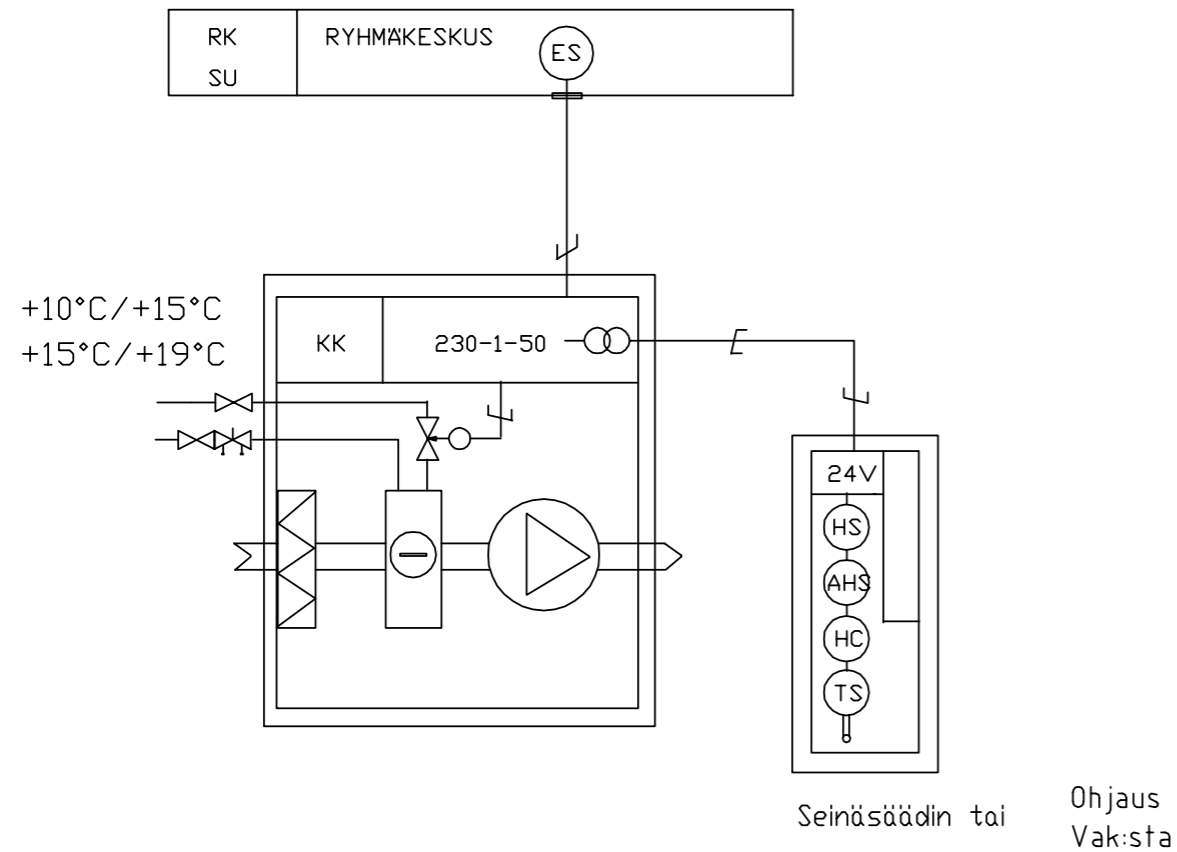 RK
SU
RYHMÄKESKUS
ES
+10°C/+15°C
+15°C/+19°C
KK
230-1-50
24V
HS
AHS
HC
TS
Seinäsäädin tai
Ohjaus
Vak:sta